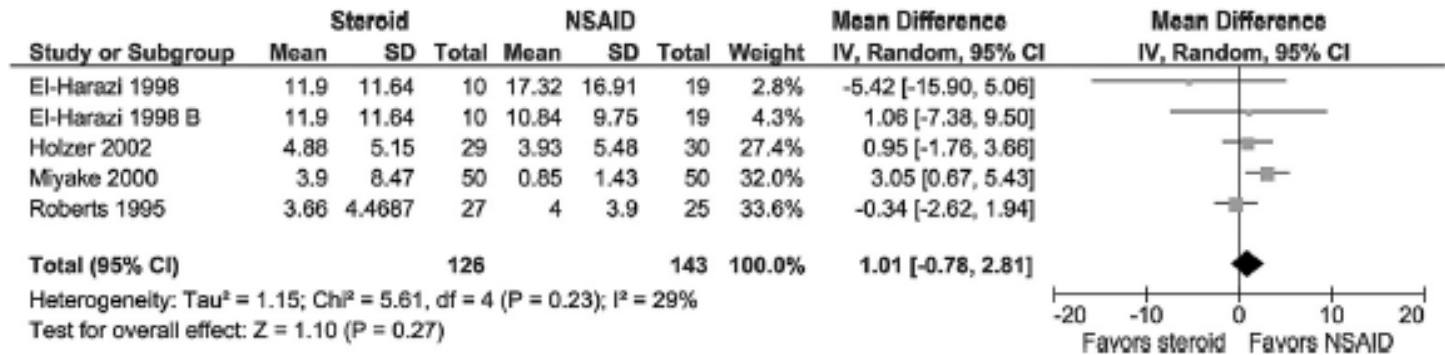 Steroid NSAID Mean Difference Mean Difference
Study or Subgroup Mean SD Total Mean SD Total Weight IV, Random, 95% CI IV, Random, 95% CI
El-Harazi 1998 11.9 11.64 10 17.32 16.91 19 2.8% -5.42 [-15.90, 5.06]
El-Harazi 1998 B 11.9 11.64 10 10.84 9.75 19 4.3% 1.06 [-7.38, 9.50]
Holzer 2002 4.88 5.15 29 3.93 5.48 30 27.4% 0.95 [-1.76, 3.66]
Miyake 2000 3.9 8.47 50 0.85 1.43 50 32.0% 3.05 [0.67, 5.43]
Roberts 1995 3.66 4.4687 27 4 3.9 25 33.6% -0.34 [-2.62, 1.94]
Total (95% CI) 126 143 100.0% 1.01 [-0.78, 2.81]
Heterogeneity: Tau² = 1.15; Chi² = 5.61, df = 4 (P = 0.23); I² = 29%
Test for overall effect: Z = 1.10 (P = 0.27)
-20 -10 0 10 20
Favors steroid Favors NSAID